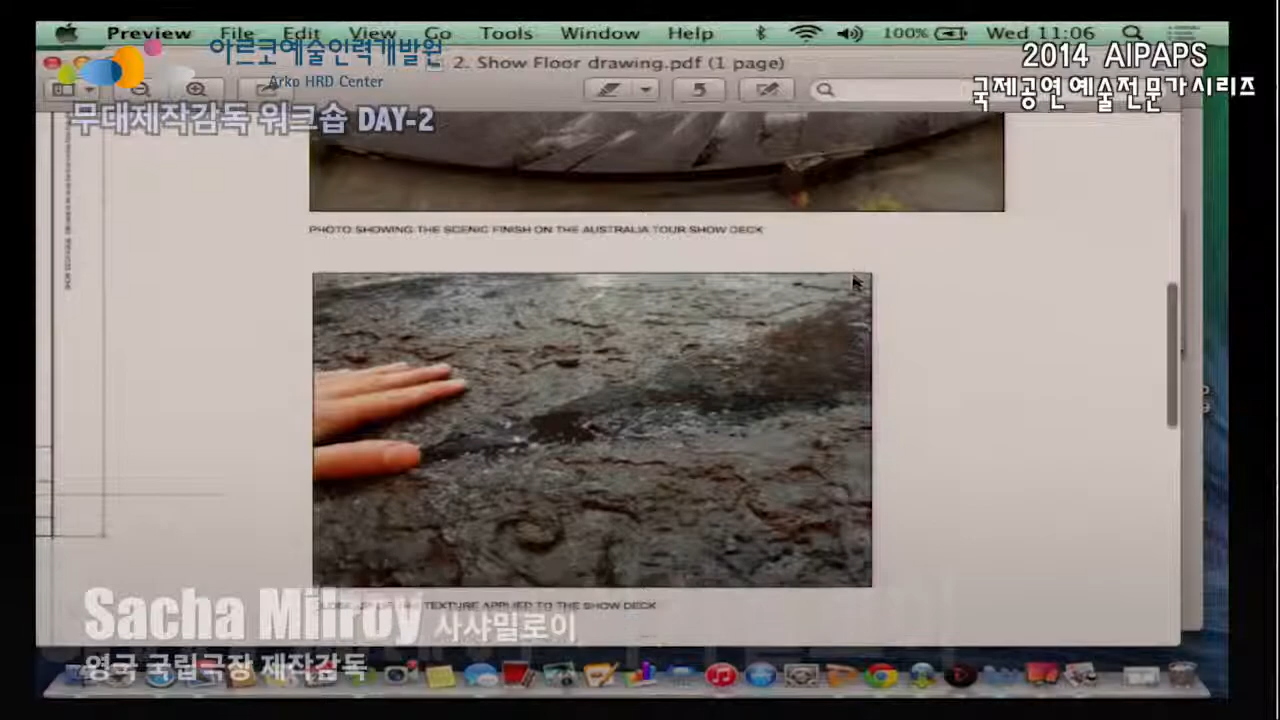 Preview File Edit View Go Tools Window Help 100% Wed 11:06
아르코예술인력개발원
Arko HRD Center
2. Show Floor drawing.pdf (1 page)
2014 AIPAPS
국제공연예술전문가시리즈
무대제작감독 워크숍 DAY-2
PHOTO SHOWING THE SCENIC FINISH ON THE AUSTRALIA TOUR SHOW DECK
TEXTURE APPLIED TO THE SHOW DECK
Sacha Milroy 사샤밀로이
영국 국립극장 제작감독